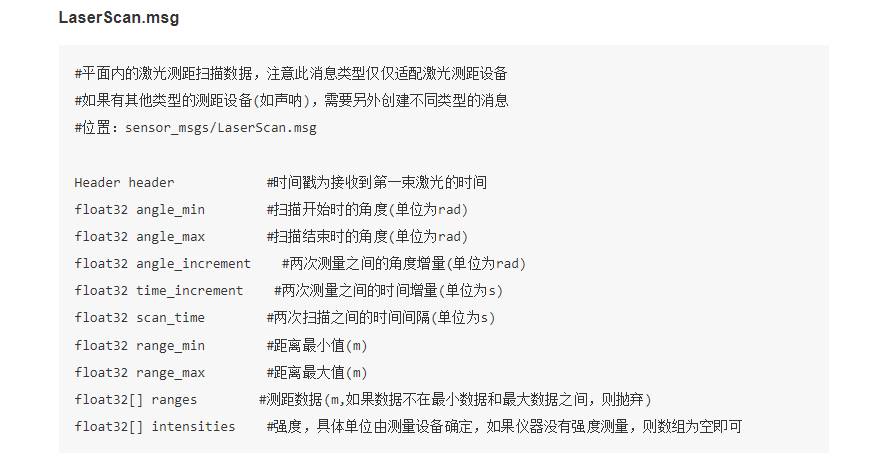 LaserScan.msg
#平面内的激光测距扫描数据，注意此消息类型仅仅适配激光测距设备
#如果有其他类型的测距设备(如声呐)，需要另外创建不同类型的消息
#位置：sensor_msgs/LaserScan.msg
Header header            #时间戳为接收到第一束激光的时间
float32 angle_min        #扫描开始时的角度(单位为rad)
float32 angle_max        #扫描结束时的角度(单位为rad)
float32 angle_increment    #两次测量之间的角度增量(单位为rad)
float32 time_increment    #两次测量之间的时间增量(单位为s)
float32 scan_time        #两次扫描之间的时间间隔(单位为s)
float32 range_min        #距离最小值(m)
float32 range_max        #距离最大值(m)
float32[] ranges        #测距数据(m,如果数据不在最小数据和最大数据之间，则抛弃)
float32[] intensities    #强度，具体单位由测量设备确定，如果仪器没有强度测量，则数组为空即可